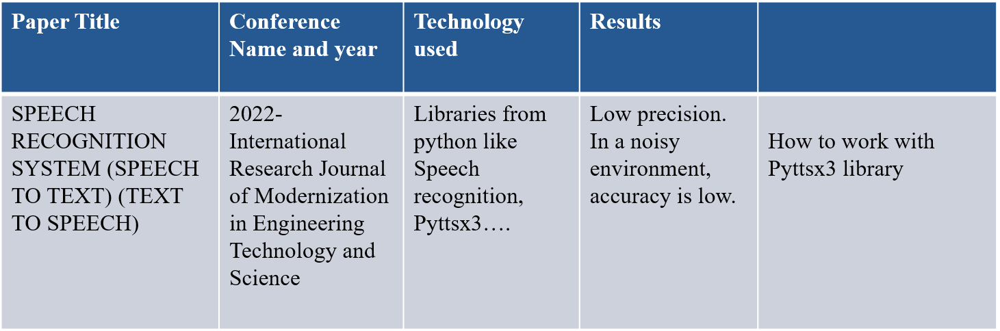 Paper Title
Conference
Name and year
Technology
used
Results
SPEECH
RECOGNITION
SYSTEM (SPEECH
TO TEXT) (TEXT
TO SPEECH)
2022-
International
Research Journal
of Modernization
in Engineering
Technology and
Science
Libraries from
python like
Speech
recognition,
Pyttsx3….
Low precision.
In a noisy
environment,
accuracy is low.
How to work with
Pyttsx3 library